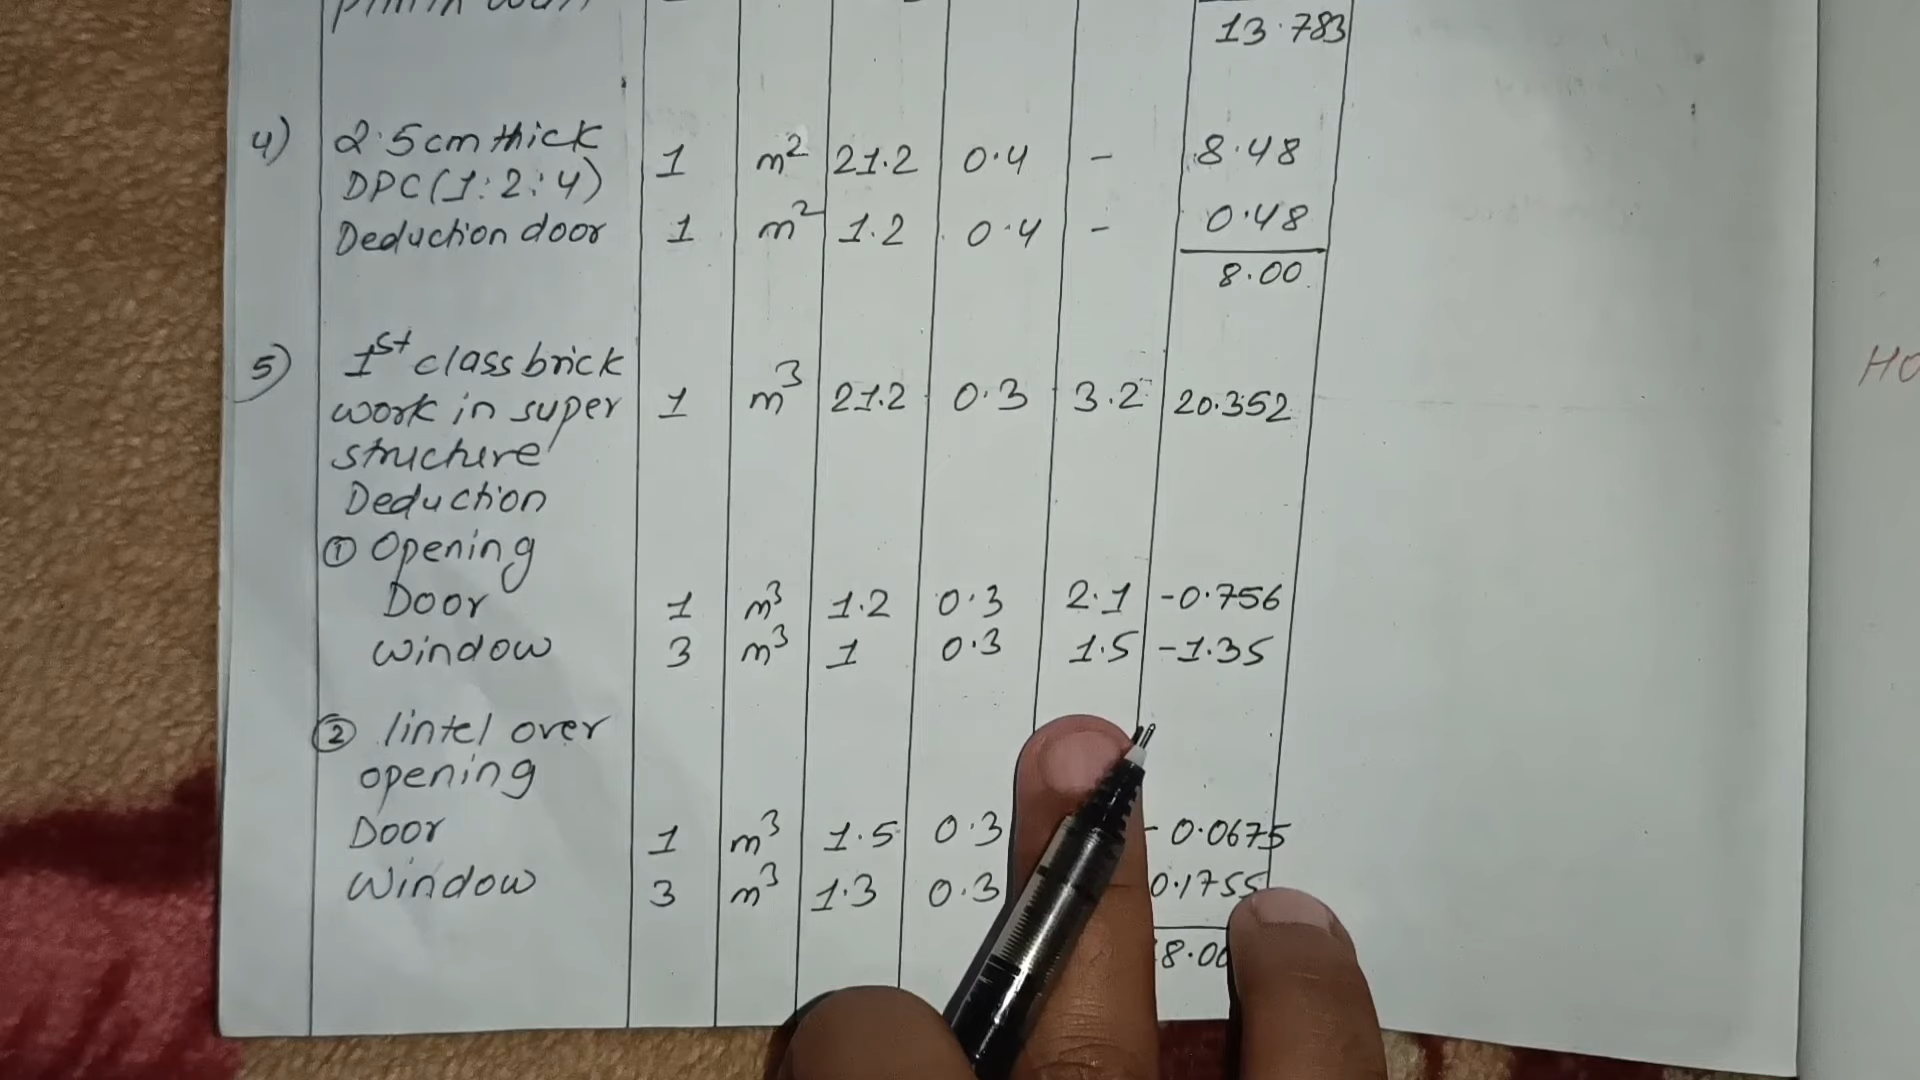 13.783
4) 2.5cm thick
DPC(1:2:4) 1 m² 21.2 0.4 - 8.48
Deduction door 1 m² 1.2 0.4 - 0.48
8.00
5) 1st class brick
work in super 1 m³ 21.2 0.3 3.2 20.352
structure
Deduction
① Opening
Door 1 m³ 1.2 0.3 2.1 -0.756
window 3 m³ 1 0.3 1.5 -1.35
② lintel over
opening
Door 1 m³ 1.5 0.3 - 0.0675
Window 3 m³ 1.3 0.3 0.1755
8.00
HO